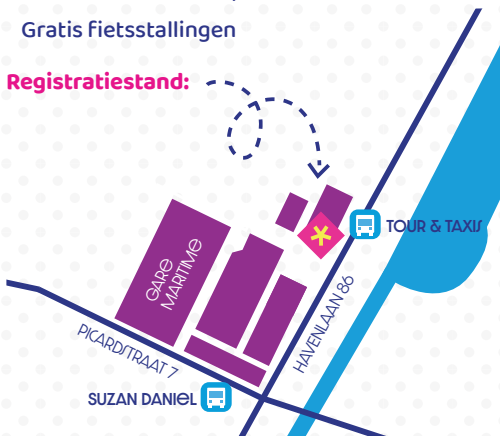 Gratis fietsstallingen
Registratiestand:
TOUR & TAXIS
GARE
MARITIME
HAVENLAAN 86
PICARDSTRAAT 7
SUZAN DANIEL